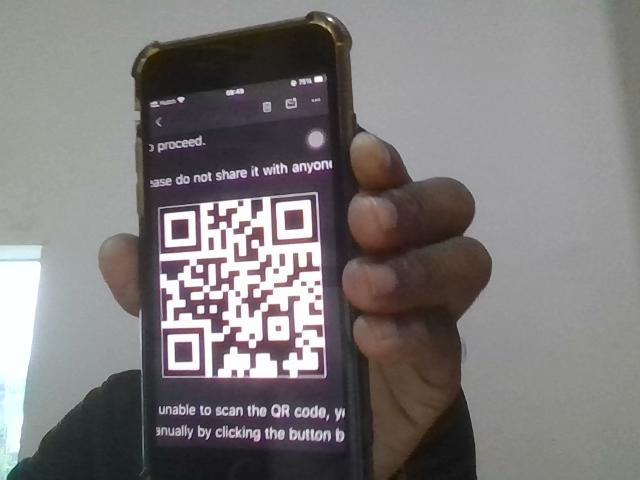 75%
o proceed.
ease do not share it with anyone
unable to scan the QR code, y
anually by clicking the button b